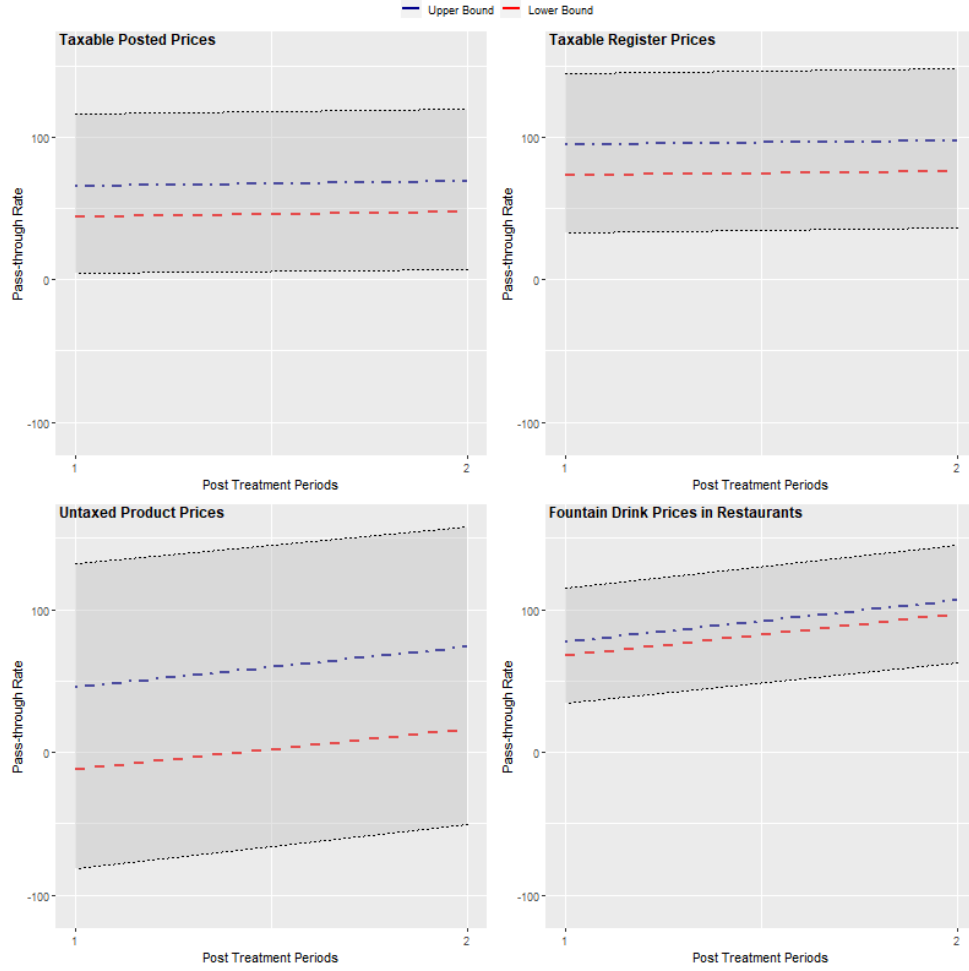 Upper Bound Lower Bound
Taxable Posted Prices
Pass-through Rate
100
0
-100
1 2
Post Treatment Periods
Taxable Register Prices
Pass-through Rate
100
0
-100
1 2
Post Treatment Periods
Untaxed Product Prices
Pass-through Rate
100
0
-100
1 2
Post Treatment Periods
Fountain Drink Prices in Restaurants
Pass-through Rate
100
0
-100
1 2
Post Treatment Periods